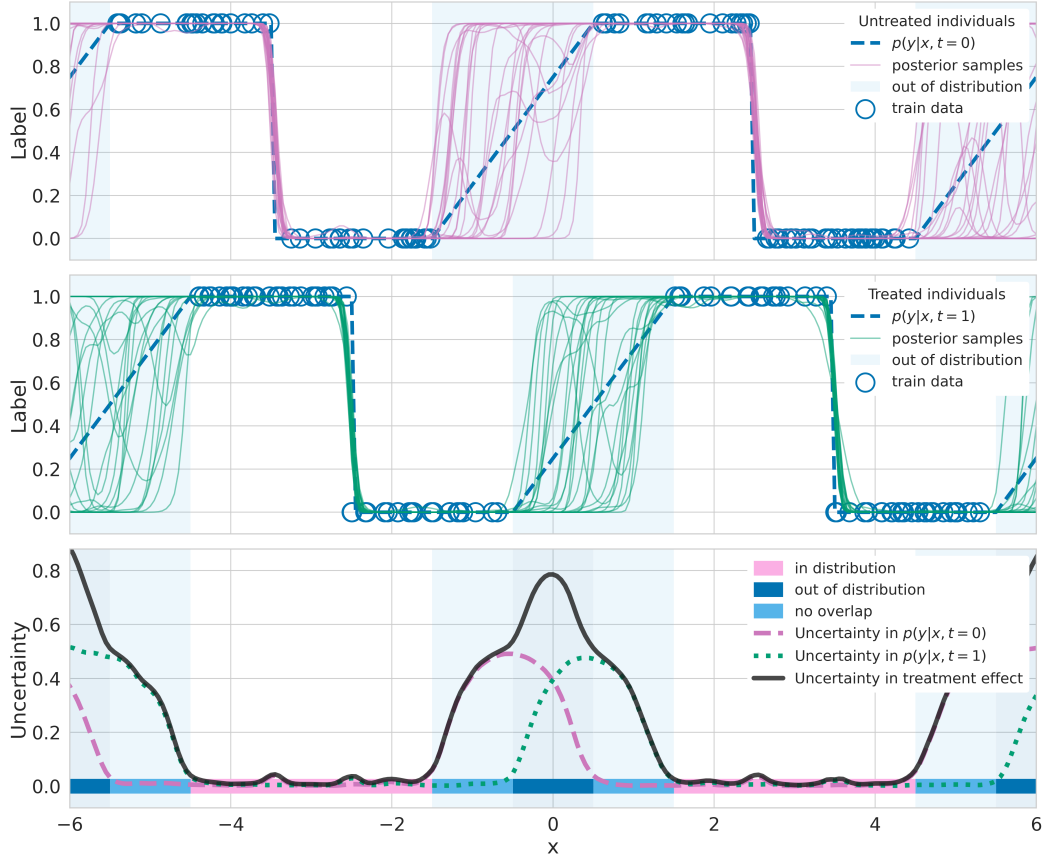 1.0
0.8
0.6
0.4
0.2
0.0
Label
Untreated individuals
p(y|x, t = 0)
posterior samples
out of distribution
train data
1.0
0.8
0.6
0.4
0.2
0.0
Label
Treated individuals
p(y|x, t = 1)
posterior samples
out of distribution
train data
0.8
0.6
0.4
0.2
0.0
Uncertainty
in distribution
out of distribution
no overlap
Uncertainty in p(y|x, t = 0)
Uncertainty in p(y|x, t = 1)
Uncertainty in treatment effect
−6 −4 −2 0 2 4 6
x